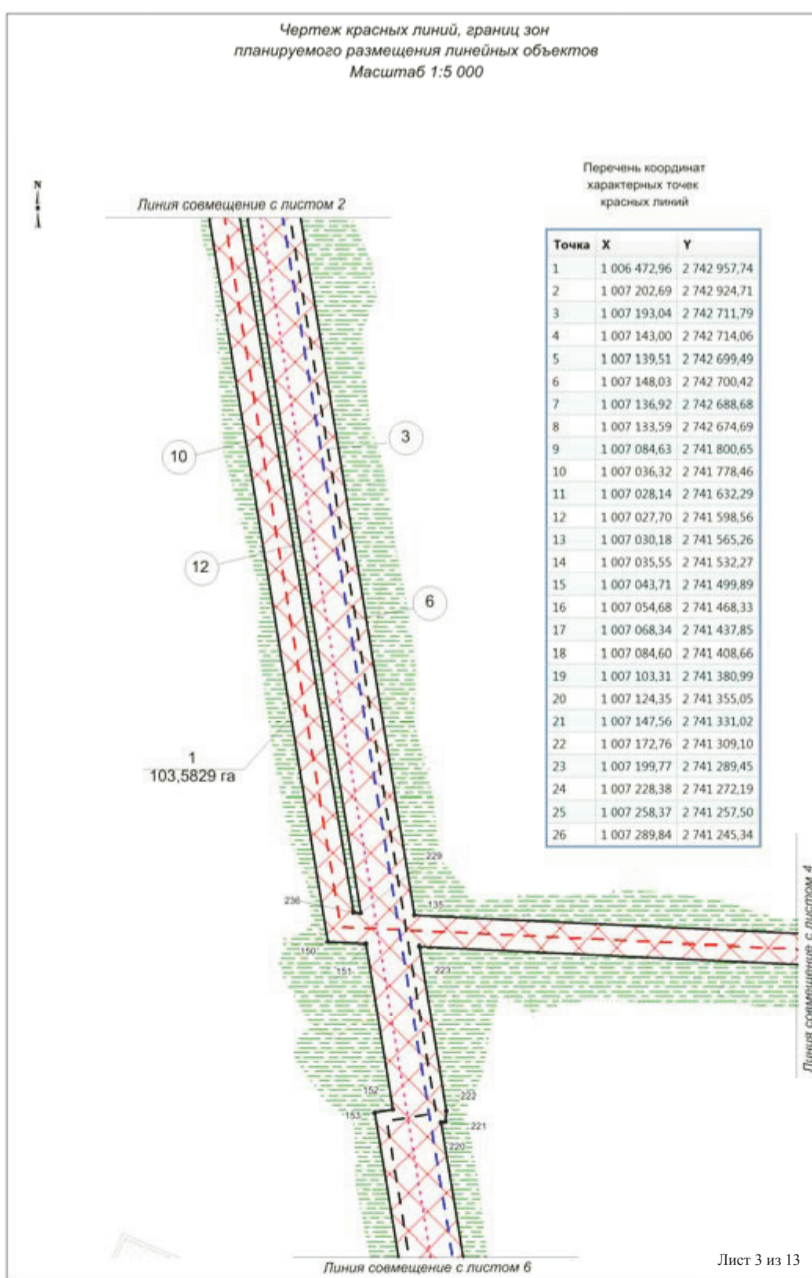 Чертеж красных линий, границ зон
планируемого размещения линейных объектов
Масштаб 1:5 000
N
Линия совмещение с листом 2
Перечень координат
характерных точек
красных линий
Точка X Y
1 1 006 472,96 2 742 957,74
2 1 007 202,69 2 742 924,71
3 1 007 193,04 2 742 711,79
4 1 007 143,00 2 742 714,06
5 1 007 139,51 2 742 699,49
6 1 007 148,03 2 742 700,42
7 1 007 136,92 2 742 688,68
8 1 007 133,59 2 742 674,69
9 1 007 084,63 2 741 800,65
10 1 007 036,32 2 741 778,46
11 1 007 028,14 2 741 632,29
12 1 007 027,70 2 741 598,56
13 1 007 030,18 2 741 565,26
14 1 007 035,55 2 741 532,27
15 1 007 043,71 2 741 499,89
16 1 007 054,68 2 741 468,33
17 1 007 068,34 2 741 437,85
18 1 007 084,60 2 741 408,66
19 1 007 103,31 2 741 380,99
20 1 007 124,35 2 741 355,05
21 1 007 147,56 2 741 331,02
22 1 007 172,76 2 741 309,10
23 1 007 199,77 2 741 289,45
24 1 007 228,38 2 741 272,19
25 1 007 258,37 2 741 257,50
26 1 007 289,84 2 741 245,34
3
10
12
6
1
103,5829 га
229
236
135
150
151
223
152
222
153
221
220
Линия совмещение с листом 4
Линия совмещение с листом 6
Лист 3 из 13